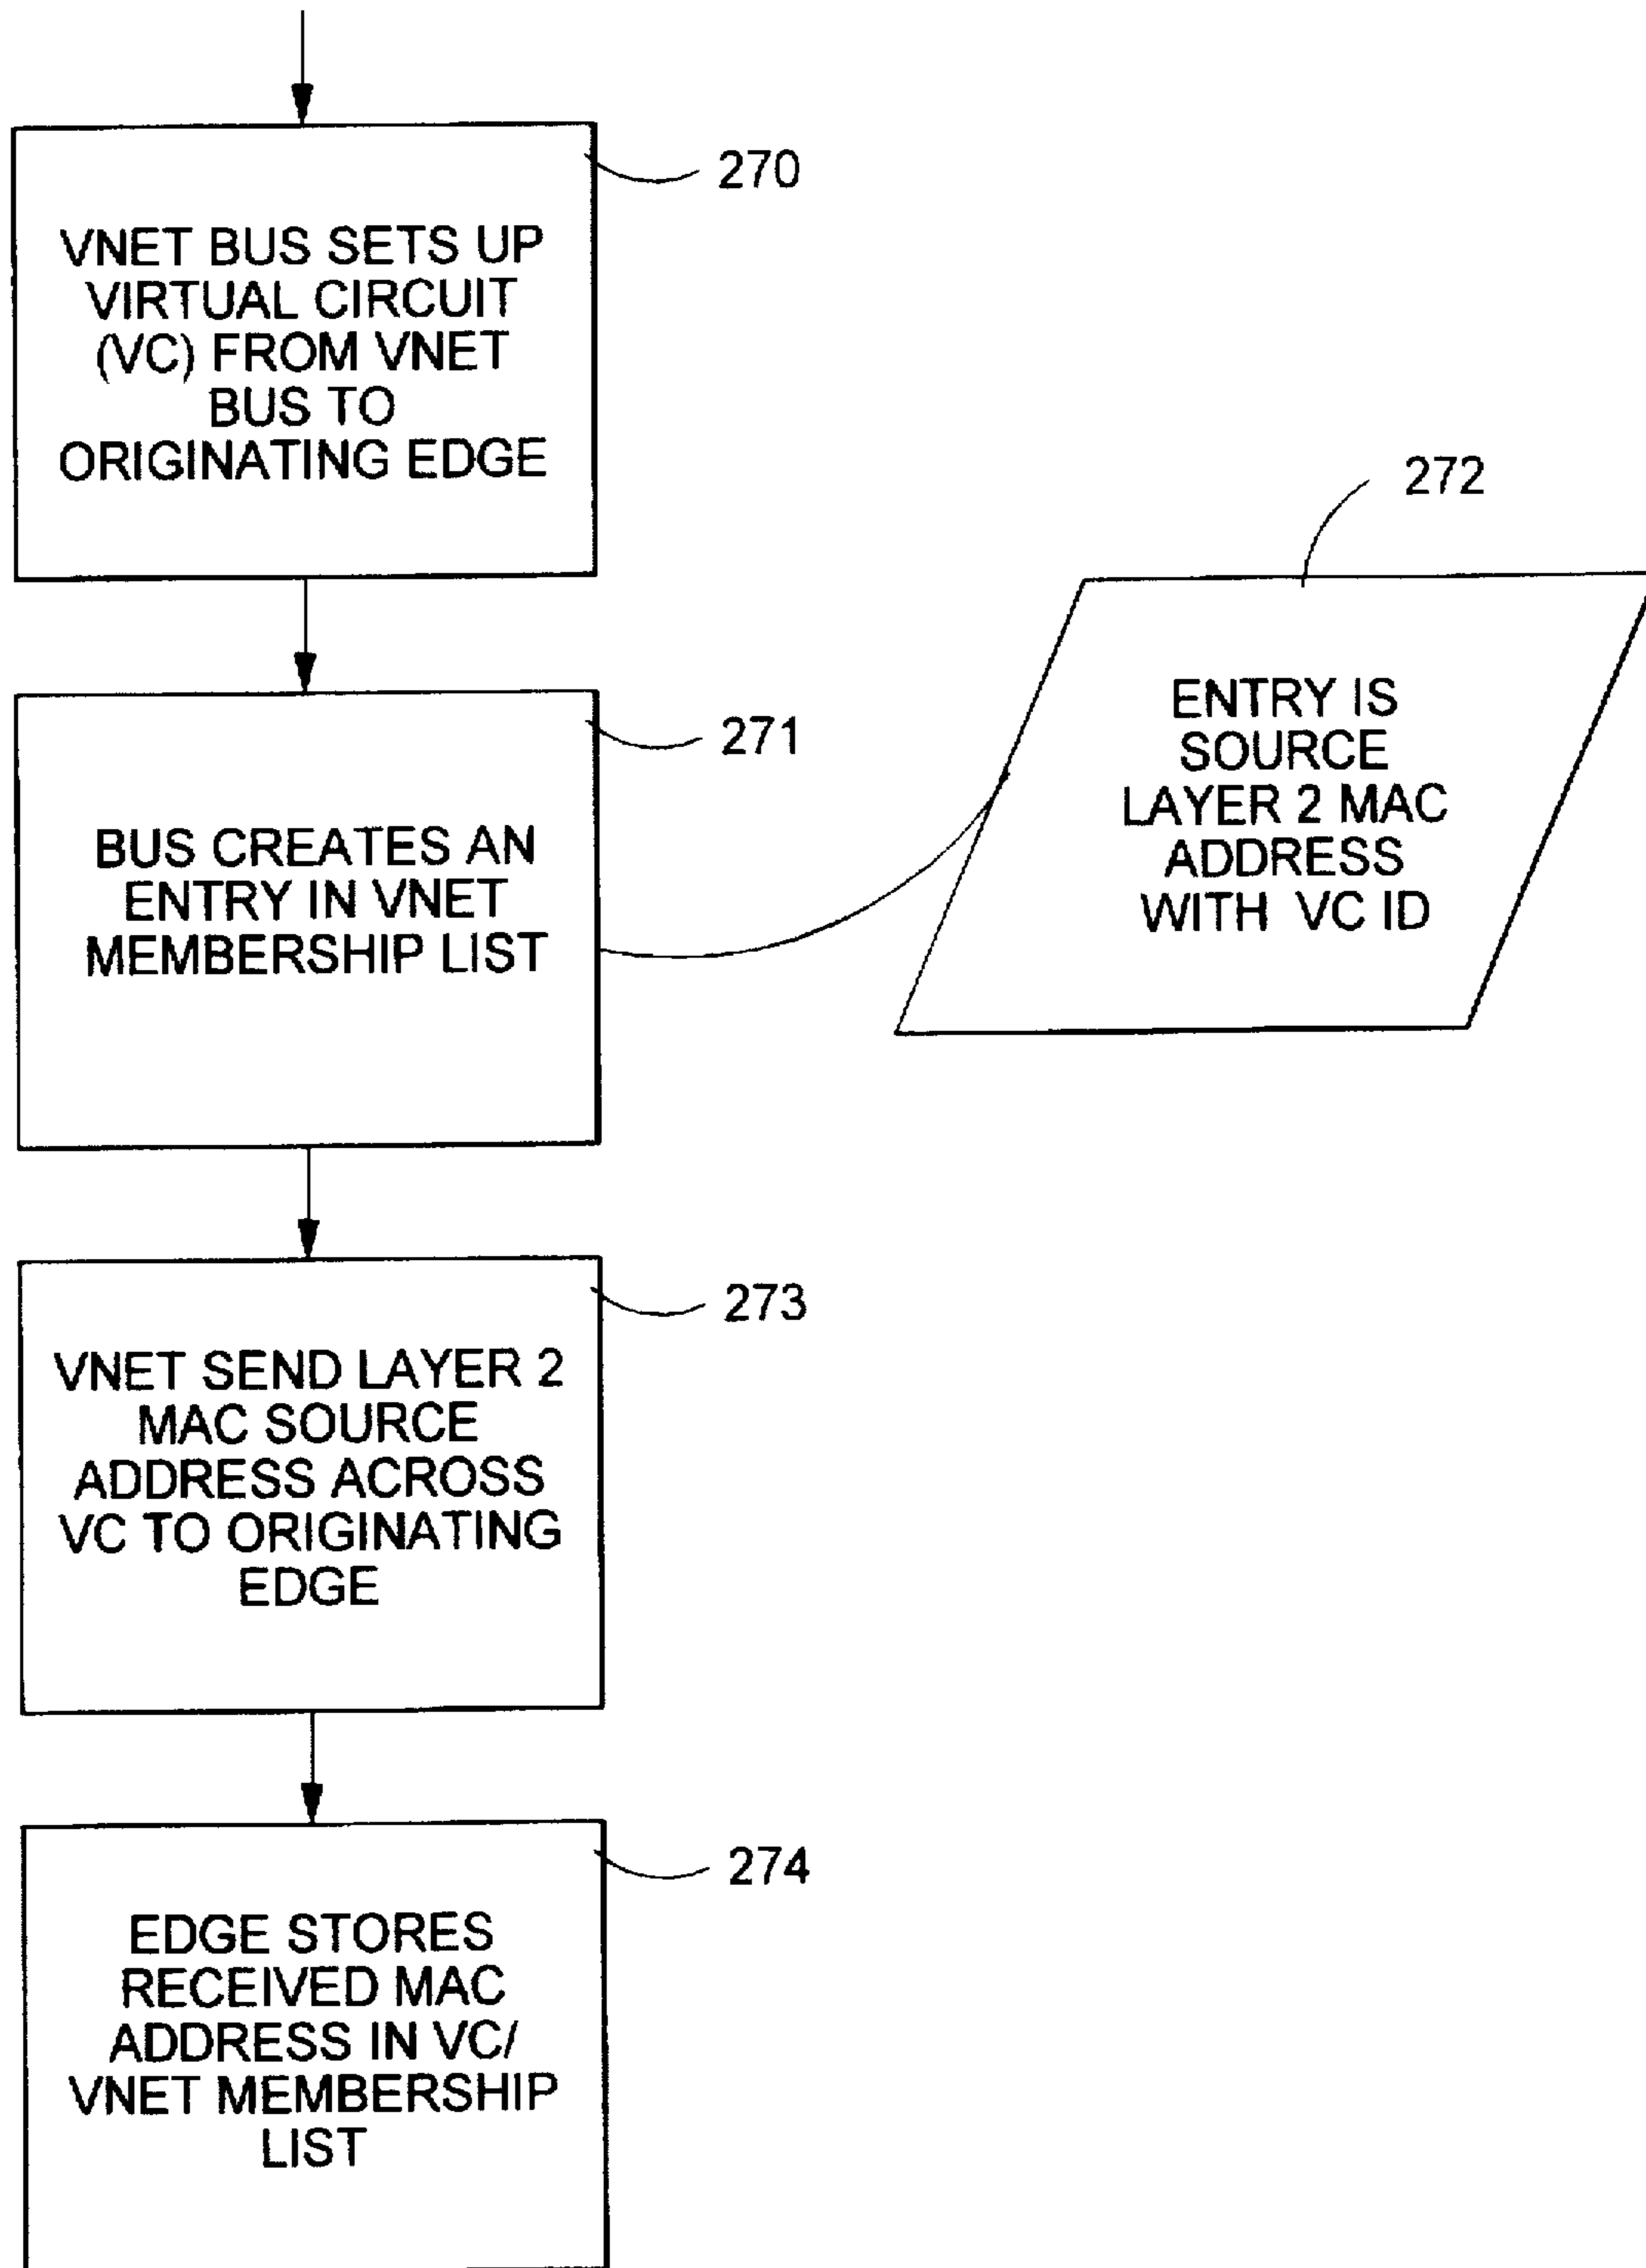 270
VNET BUS SETS UP
VIRTUAL CIRCUIT
(VC) FROM VNET
BUS TO
ORIGINATING EDGE
271
BUS CREATES AN
ENTRY IN VNET
MEMBERSHIP LIST
272
ENTRY IS
SOURCE
LAYER 2 MAC
ADDRESS
WITH VC ID
273
VNET SEND LAYER 2
MAC SOURCE
ADDRESS ACROSS
VC TO ORIGINATING
EDGE
274
EDGE STORES
RECEIVED MAC
ADDRESS IN VC/
VNET MEMBERSHIP
LIST